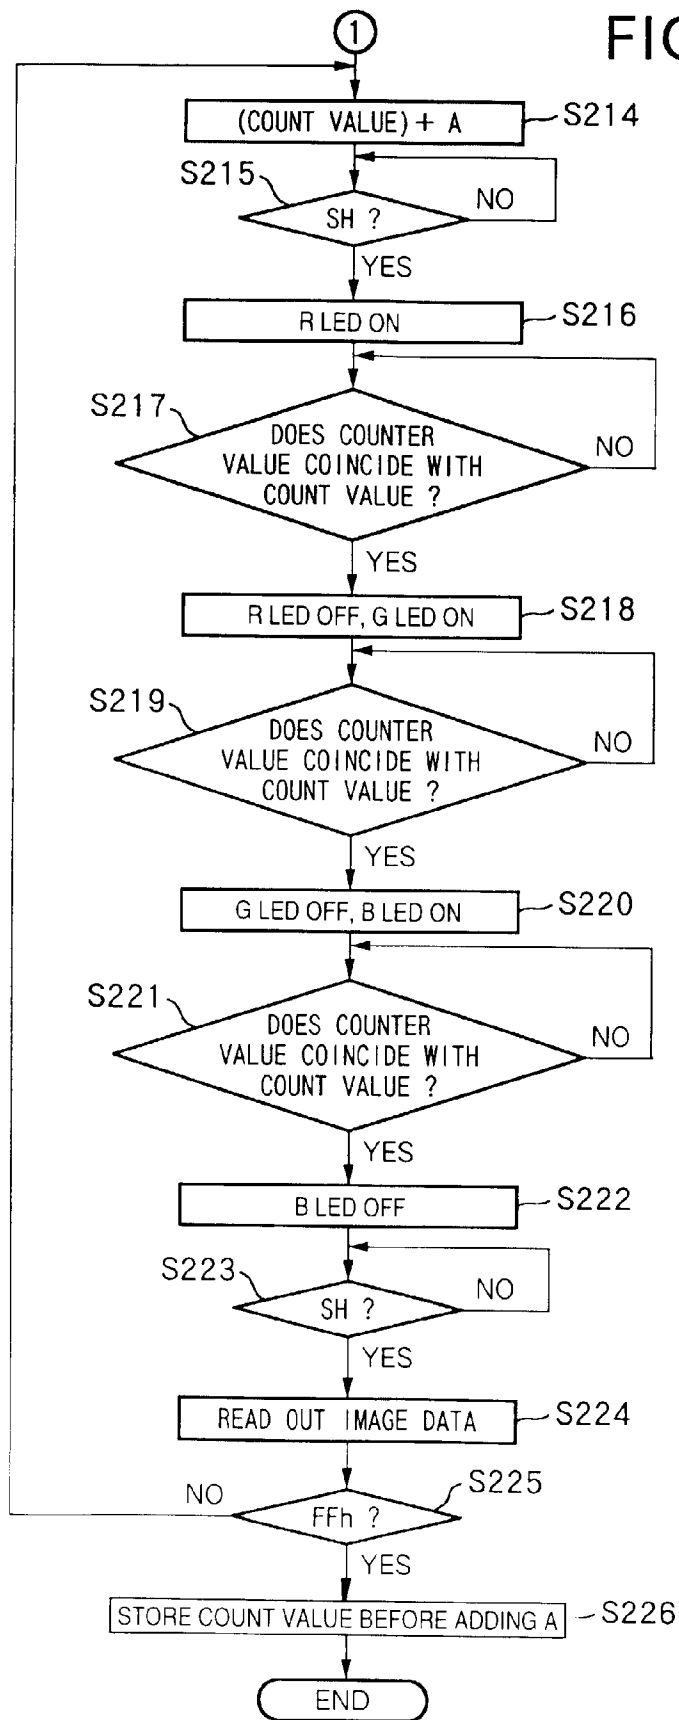 1
FIG
(COUNT VALUE) + A
S214
S215
SH ?
NO
YES
R LED ON
S216
S217
DOES COUNTER
VALUE COINCIDE WITH
COUNT VALUE ?
NO
YES
R LED OFF, G LED ON
S218
S219
DOES COUNTER
VALUE COINCIDE WITH
COUNT VALUE ?
NO
YES
G LED OFF, B LED ON
S220
S221
DOES COUNTER
VALUE COINCIDE WITH
COUNT VALUE ?
NO
YES
B LED OFF
S222
S223
SH ?
NO
YES
READ OUT IMAGE DATA
S224
S225
NO
FFh ?
YES
STORE COUNT VALUE BEFORE ADDING A
S226
END